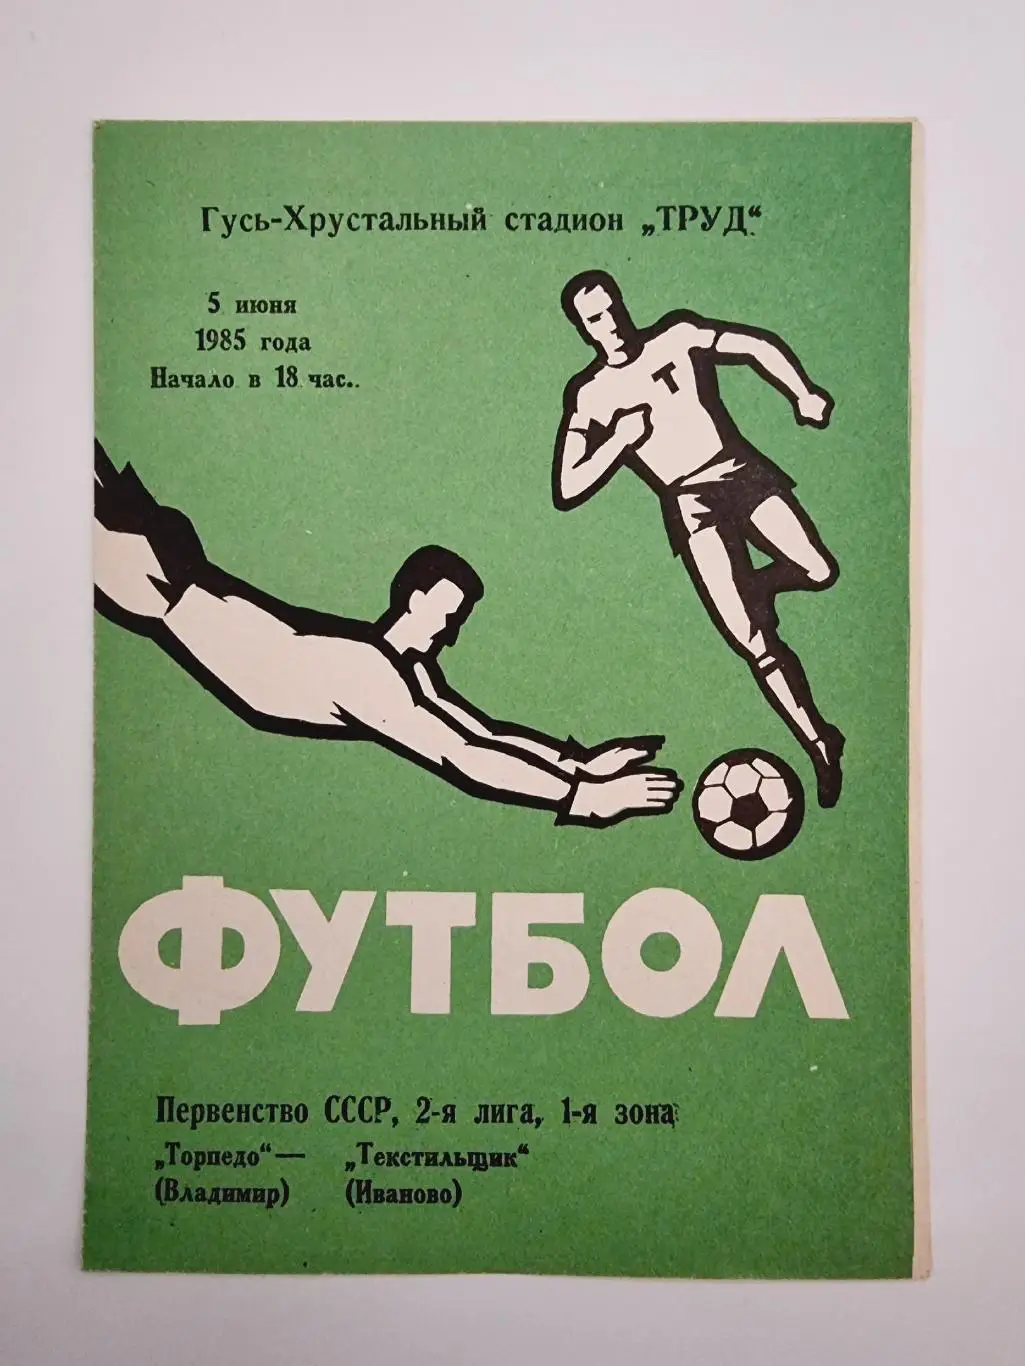 Гусь-Хрустальный стадион „ТРУД“
5 июня
1985 года
Начало в 18 час..
Т
ФУТБОЛ
Первенство СССР, 2-я лига, 1-я зона
„Торпедо“ — „Текстильщик“
(Владимир) (Иваново)